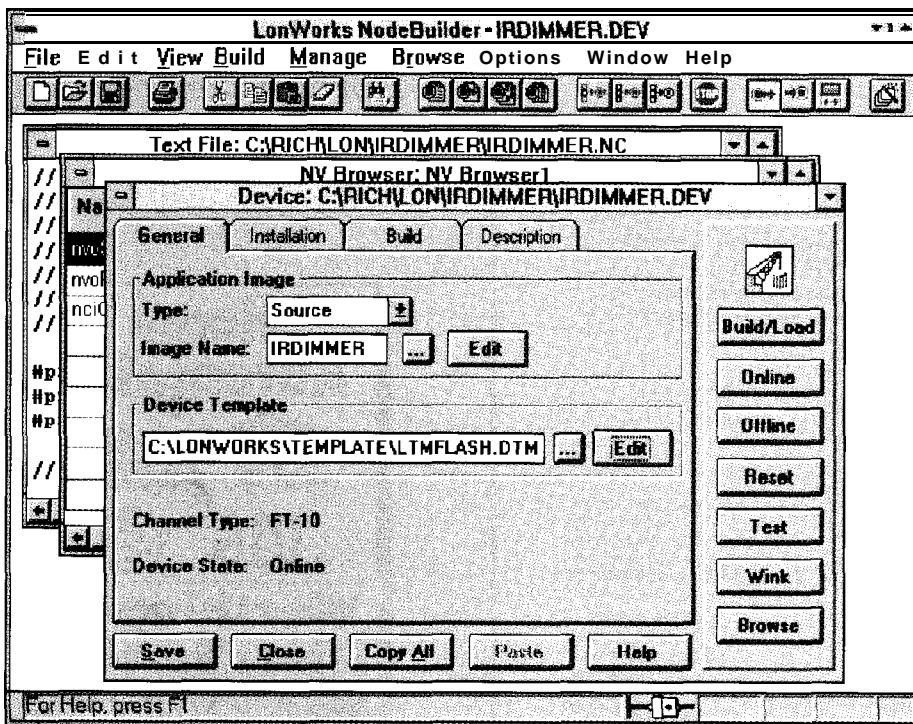 LonWorks NodeBuilder - IRDIMMER.DEV
File Edit View Build Manage Browse Options Window Help
Text File: C:\RICH\LON\IRDIMMER\IRDIMMER.NC
//
NV Browser: NV Browser1
//
Device: C:\RICH\LON\IRDIMMER\IRDIMMER.DEV
//
Na
General Installation Build Description
//
//
nvol
Application Image
//
nciC
Type: Source
//
Build/Load
Image Name: IRDIMMER ... Edit
#p
Online
#p
Device Template
Offline
#p
C:\LONWORKS\TEMPLATE\LTMFLASH.DTM ... Edit
//
Reset
Channel Type: FT-10
Test
Device State: Online
Wink
Browse
Save Close Copy All Paste Help
For Help, press F1